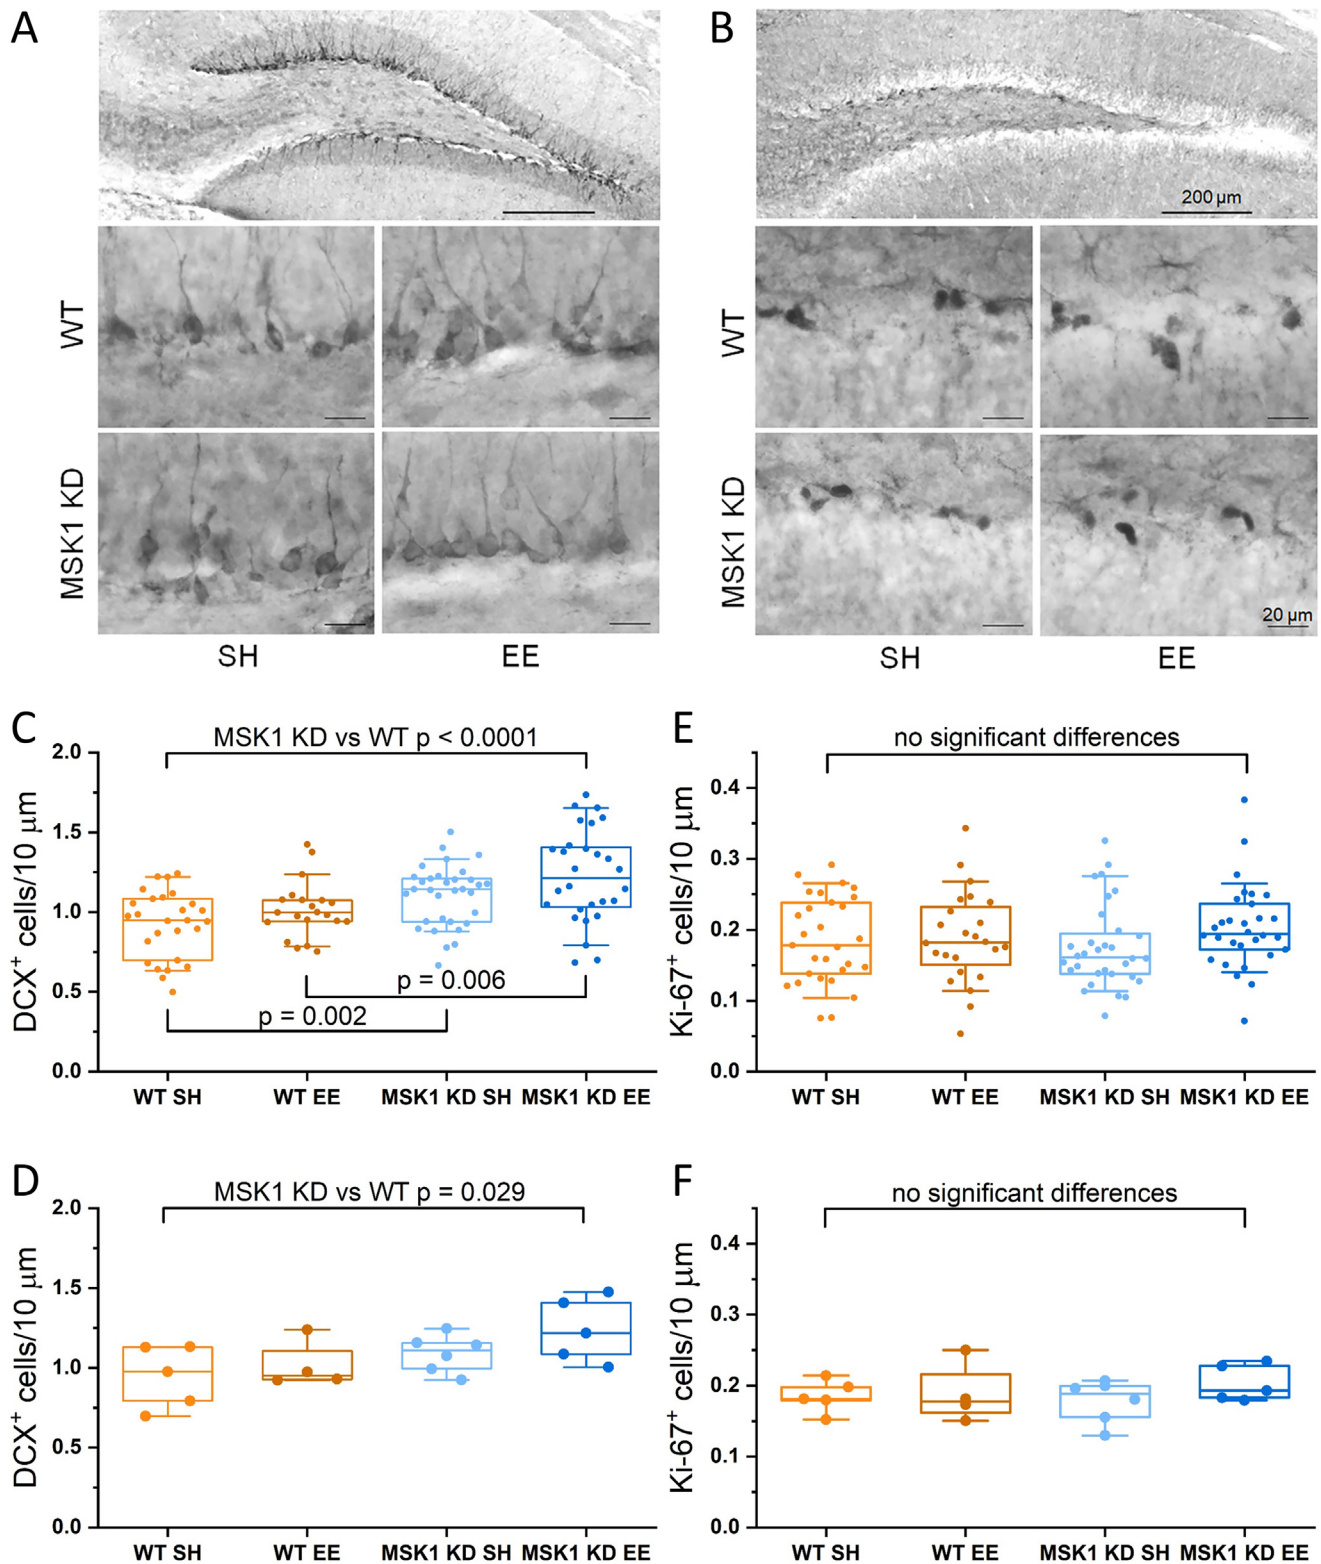 A
B
200 µm
WT
WT
MSK1 KD
MSK1 KD
20 µm
SH
EE
SH
EE
C
MSK1 KD vs WT p < 0.0001
DCX⁺ cells/10 µm
2.0
1.5
1.0
0.5
0.0
p = 0.006
p = 0.002
WT SH
WT EE
MSK1 KD SH
MSK1 KD EE
E
no significant differences
Ki-67⁺ cells/10 µm
0.4
0.3
0.2
0.1
0.0
WT SH
WT EE
MSK1 KD SH
MSK1 KD EE
D
MSK1 KD vs WT p = 0.029
DCX⁺ cells/10 µm
2.0
1.5
1.0
0.5
0.0
WT SH
WT EE
MSK1 KD SH
MSK1 KD EE
F
no significant differences
Ki-67⁺ cells/10 µm
0.4
0.3
0.2
0.1
0.0
WT SH
WT EE
MSK1 KD SH
MSK1 KD EE